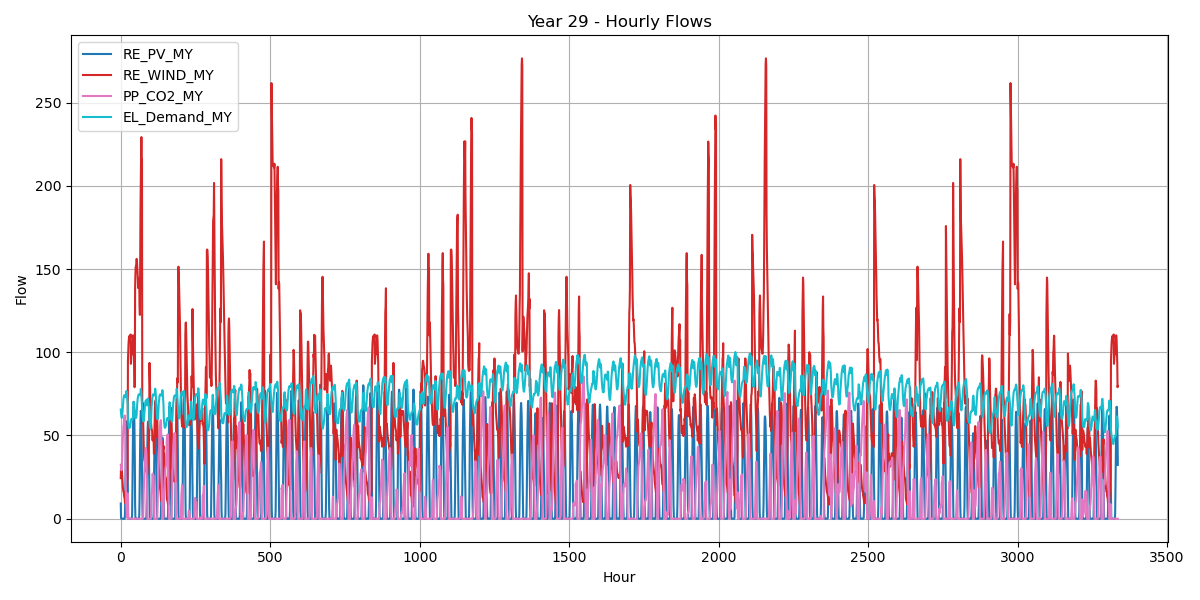 Year 29 - Hourly Flows
RE_PV_MY
RE_WIND_MY
PP_CO2_MY
EL_Demand_MY
Flow
250
200
150
100
50
0
0 500 1000 1500 2000 2500 3000 3500
Hour